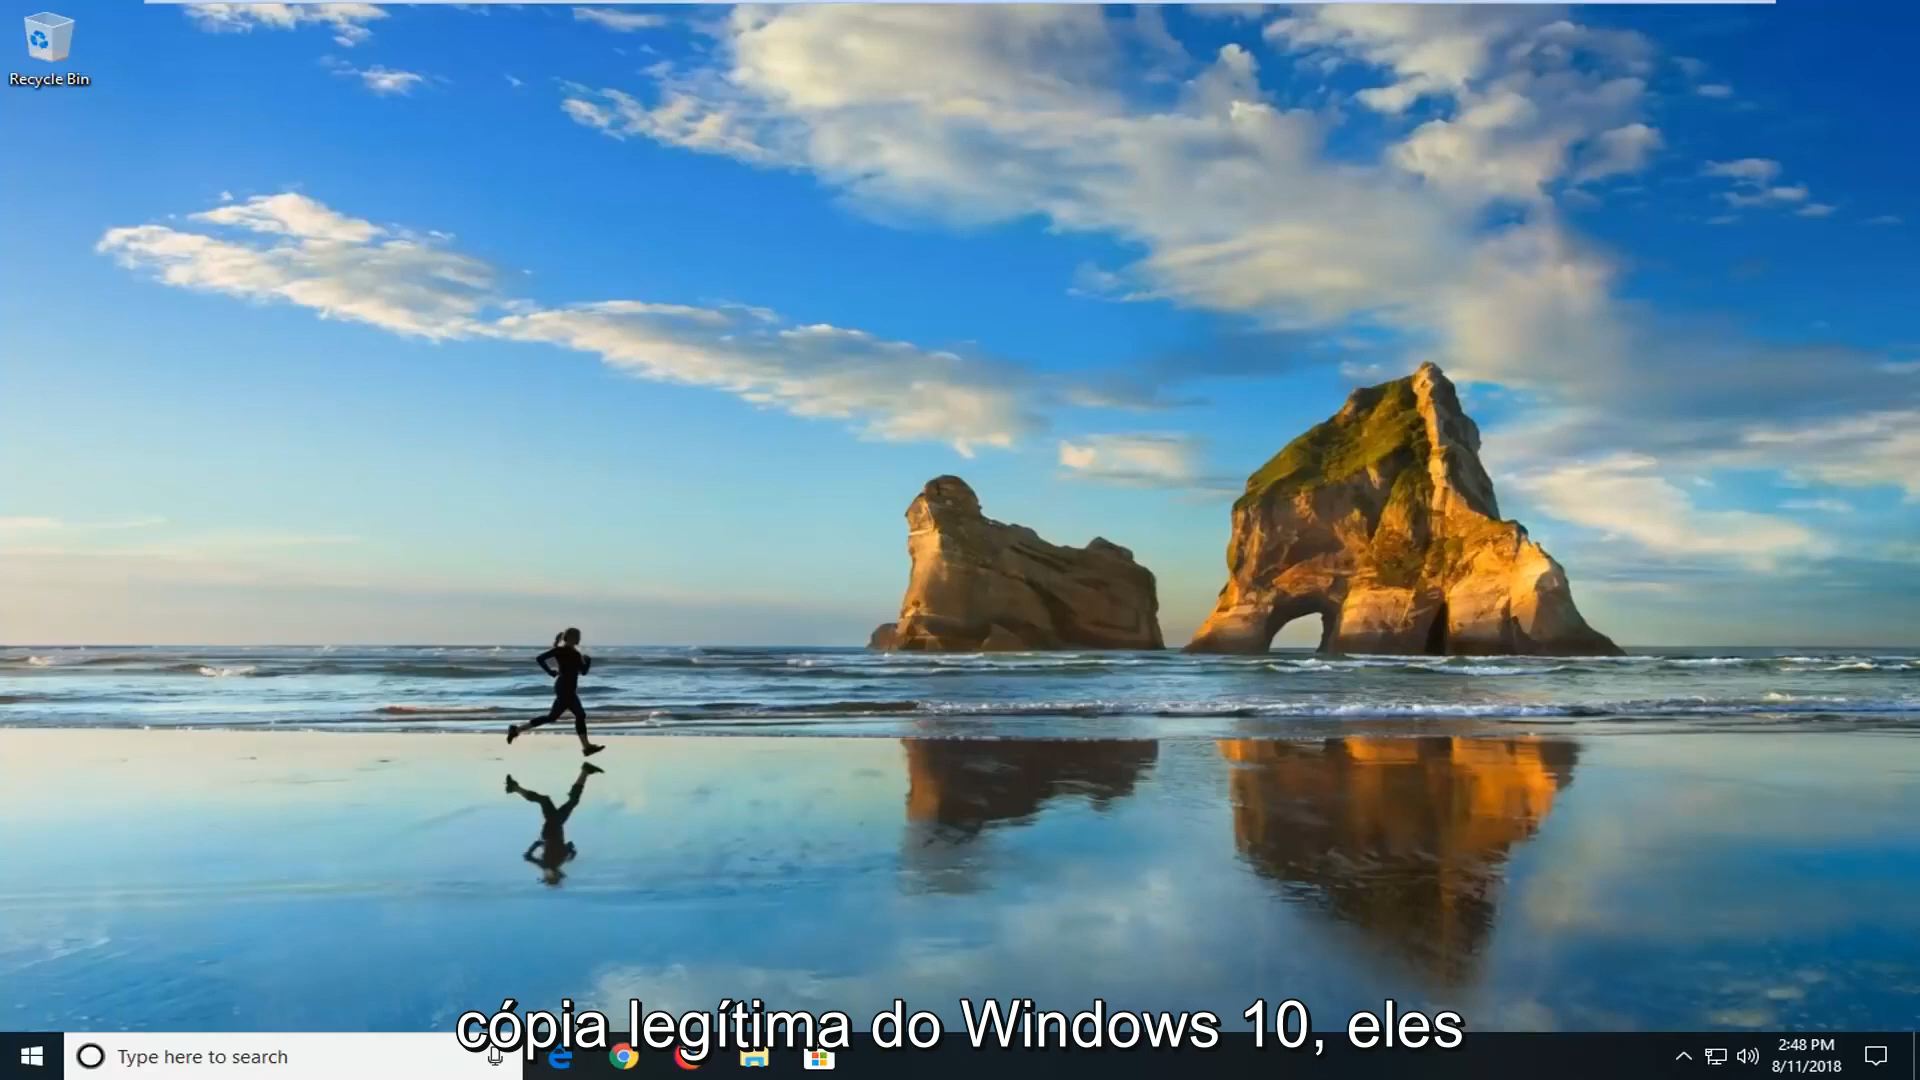 Recycle Bin
cópia legítima do Windows 10, eles
Type here to search
2:48 PM
8/11/2018